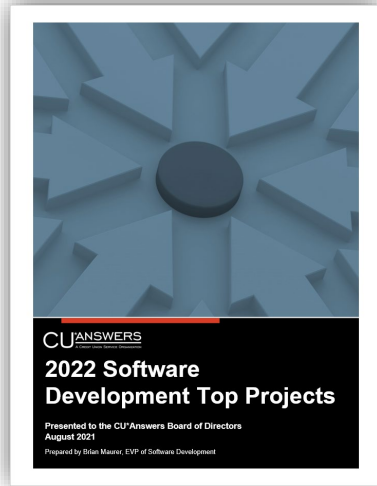 CU*ANSWERS
A CREDIT UNION SERVICE ORGANIZATION
2022 Software
Development Top Projects
Presented to the CU*Answers Board of Directors
August 2021
Prepared by Brian Maurer, EVP of Software Development